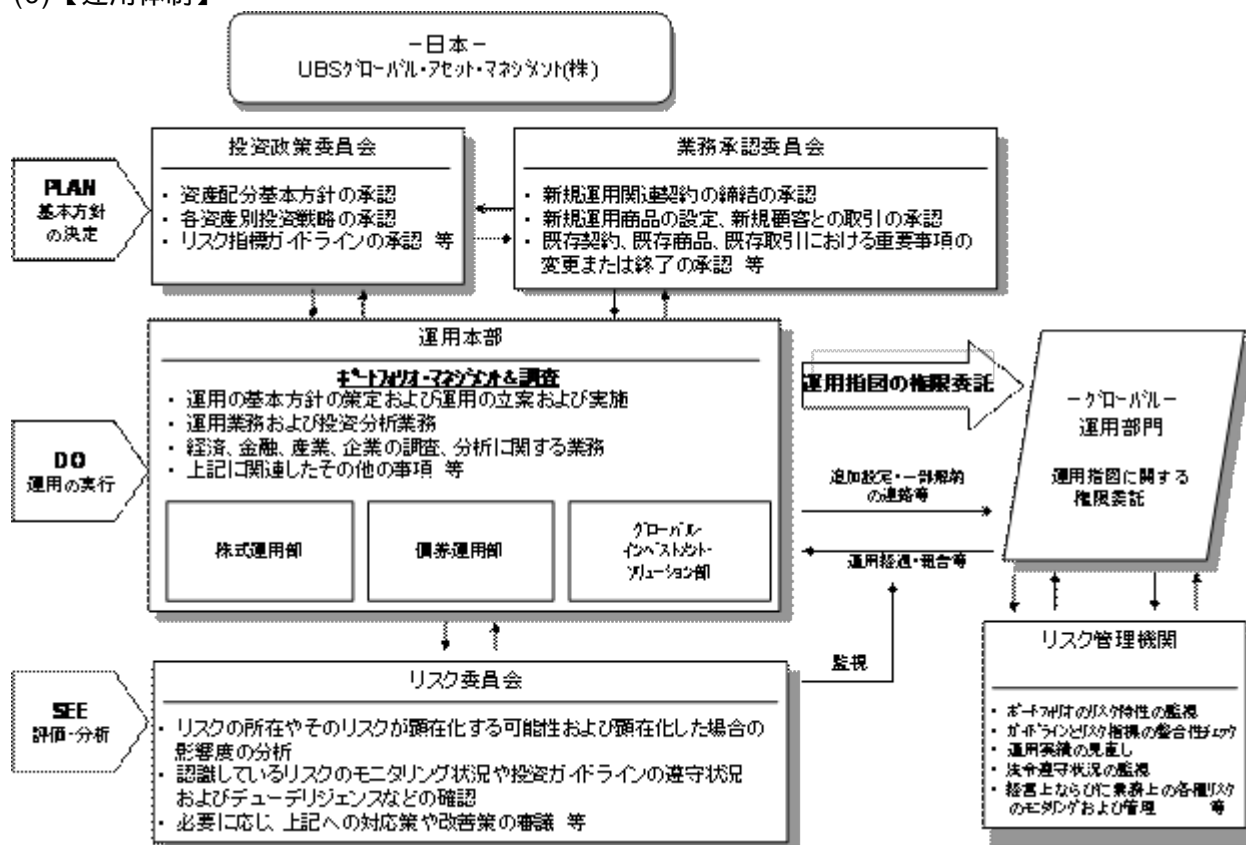 【運用体制】
－日本－
UBSｸﾞﾛｰﾊﾞﾙ・ｱｾｯﾄ・ﾏﾈｼﾞﾒﾝﾄ(株)
PLAN
基本方針
の決定
投資政策委員会
・ 資産配分基本方針の承認
・ 各資産別投資戦略の承認
・ リスク指標ガイドラインの承認 等
業務承認委員会
・ 新規運用関連契約の締結の承認
・ 新規運用商品の設定、新規顧客との取引の承認
・ 既存契約、既存商品、既存取引における重要事項の
変更または終了の承認 等
DO
運用の実行
運用本部
ﾎﾟｰﾄﾌｫﾘｵ・ﾏﾈｼﾞﾒﾝﾄ＆調査
・ 運用の基本方針の策定および運用の立案および実施
・ 運用業務および投資分析業務
・ 経済、金融、産業、企業の調査、分析に関する業務
・ 上記に関連したその他の事項 等
株式運用部
債券運用部
ｸﾞﾛｰﾊﾞﾙ・
ｲﾝﾍﾞｽﾄﾒﾝﾄ・
ｿﾘｭｰｼｮﾝ部
運用指図の権限委託
追加設定・一部解約
の連絡等
運用経過・報告等
監視
－ｸﾞﾛｰﾊﾞﾙ－
運用部門
運用指図に関する
権限委託
SEE
評価・分析
リスク委員会
・ リスクの所在やそのリスクが顕在化する可能性および顕在化した場合の
影響度の分析
・ 認識しているリスクのモニタリング状況や投資ガイドラインの遵守状況
およびデューデリジェンスなどの確認
・ 必要に応じ、上記への対応策や改善策の審議 等
リスク管理機関
・ ﾎﾟｰﾄﾌｫﾘｵのﾘｽｸ特性の監視
・ ｶﾞｲﾄﾞﾗｲﾝとﾘｽｸ指標の整合性ﾁｪｯｸ
・ 運用実績の見直し
・ 法令遵守状況の監視
・ 経営上ならびに業務上の各種ﾘｽｸ
のﾓﾆﾀﾘﾝｸﾞおよび管理 等